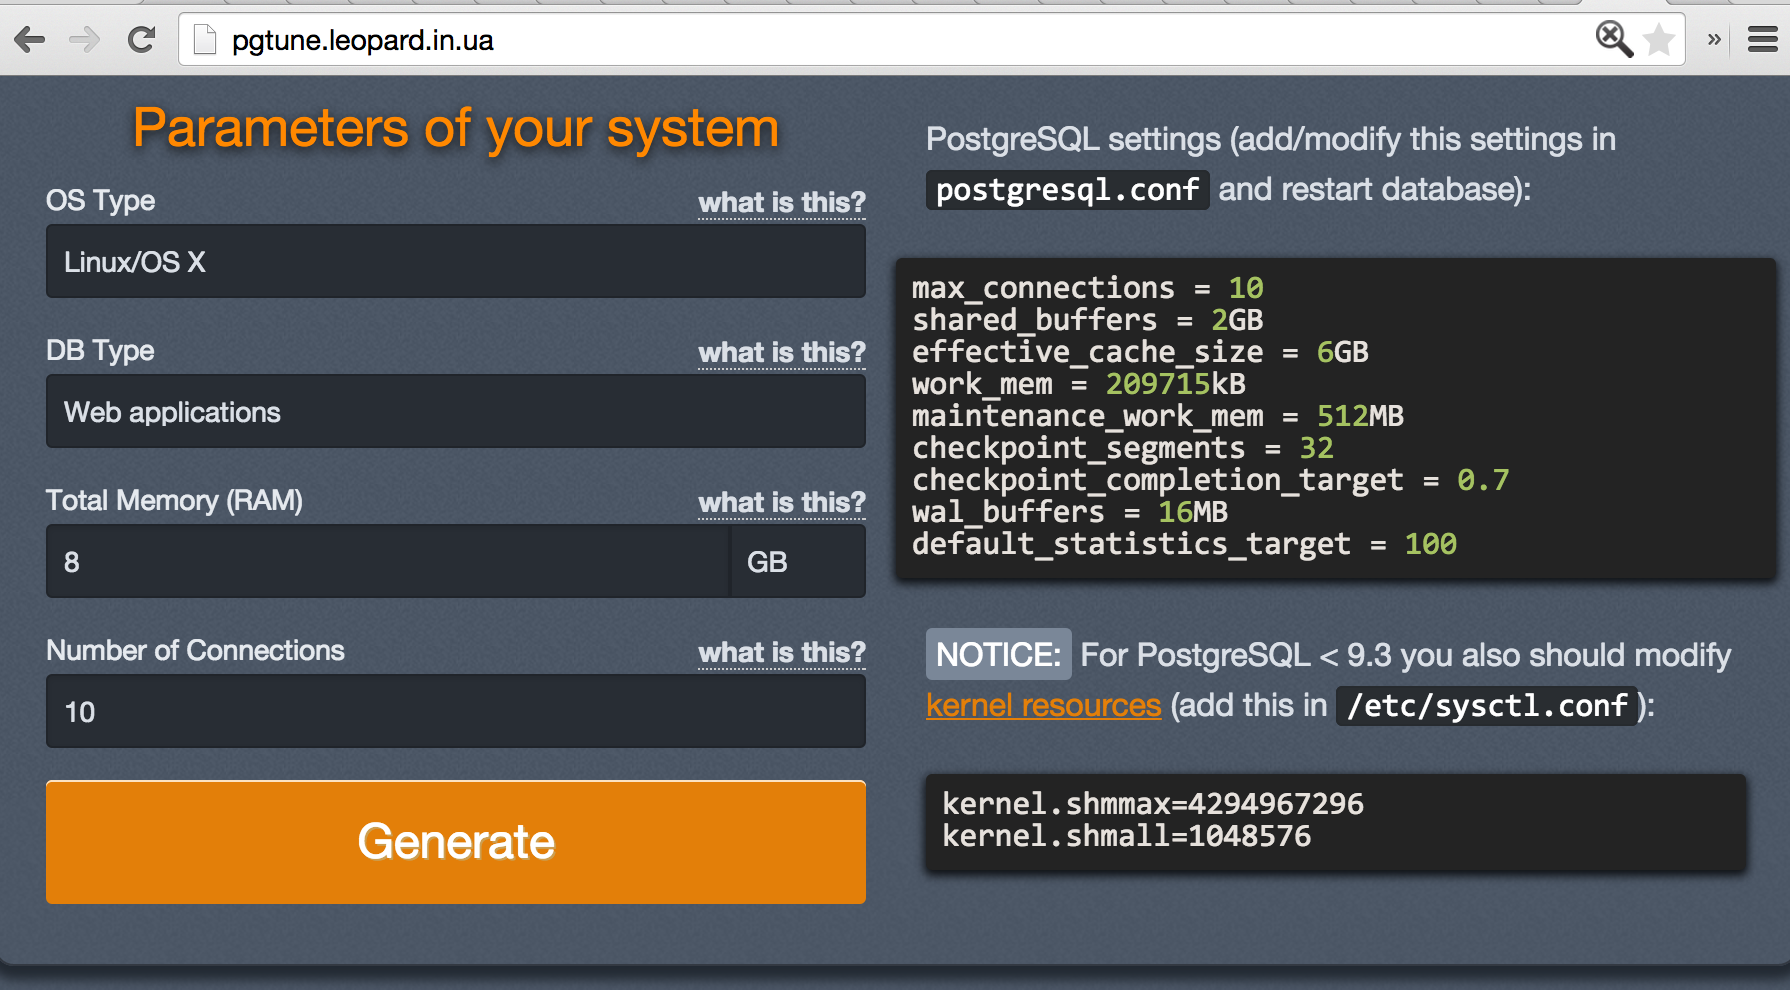 pgtune.leopard.in.ua
»
Parameters of your system
OS Type what is this?
Linux/OS X
DB Type what is this?
Web applications
Total Memory (RAM) what is this?
8 GB
Number of Connections what is this?
10
Generate
PostgreSQL settings (add/modify this settings in
postgresql.conf and restart database):
max_connections = 10
shared_buffers = 2GB
effective_cache_size = 6GB
work_mem = 209715kB
maintenance_work_mem = 512MB
checkpoint_segments = 32
checkpoint_completion_target = 0.7
wal_buffers = 16MB
default_statistics_target = 100
NOTICE: For PostgreSQL < 9.3 you also should modify
kernel resources (add this in /etc/sysctl.conf):
kernel.shmmax=4294967296
kernel.shmall=1048576